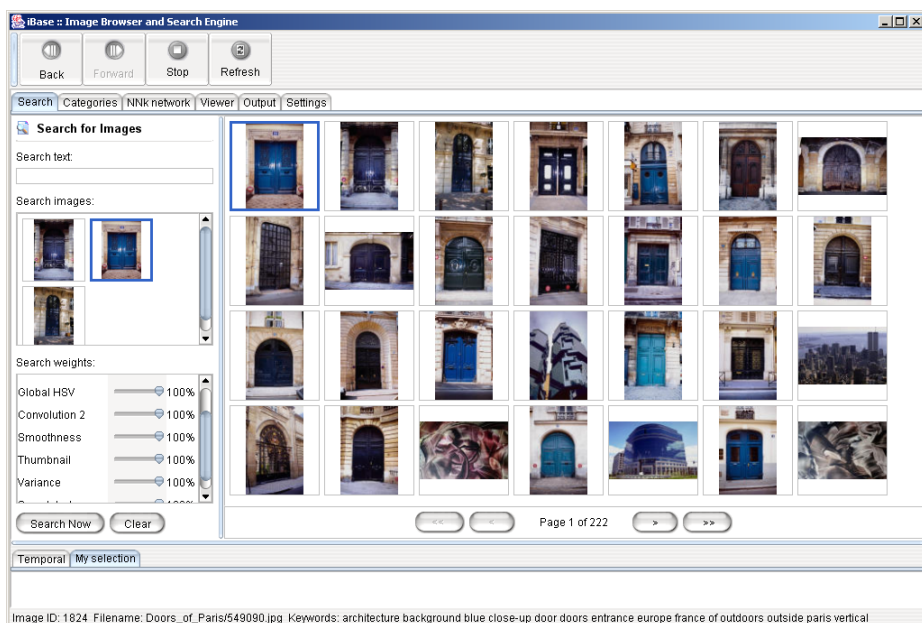 iBase :: Image Browser and Search Engine
Back Forward Stop Refresh
Search Categories NNk network Viewer Output Settings
Search for Images
Search text:
Search images:
Search weights:
Global HSV 100%
Convolution 2 100%
Smoothness 100%
Thumbnail 100%
Variance 100%
Search Now Clear
<< < Page 1 of 222 > >>
Temporal My selection
Image ID: 1824 Filename: Doors_of_Paris/549090.jpg Keywords: architecture background blue close-up door doors entrance europe france of outdoors outside paris vertical